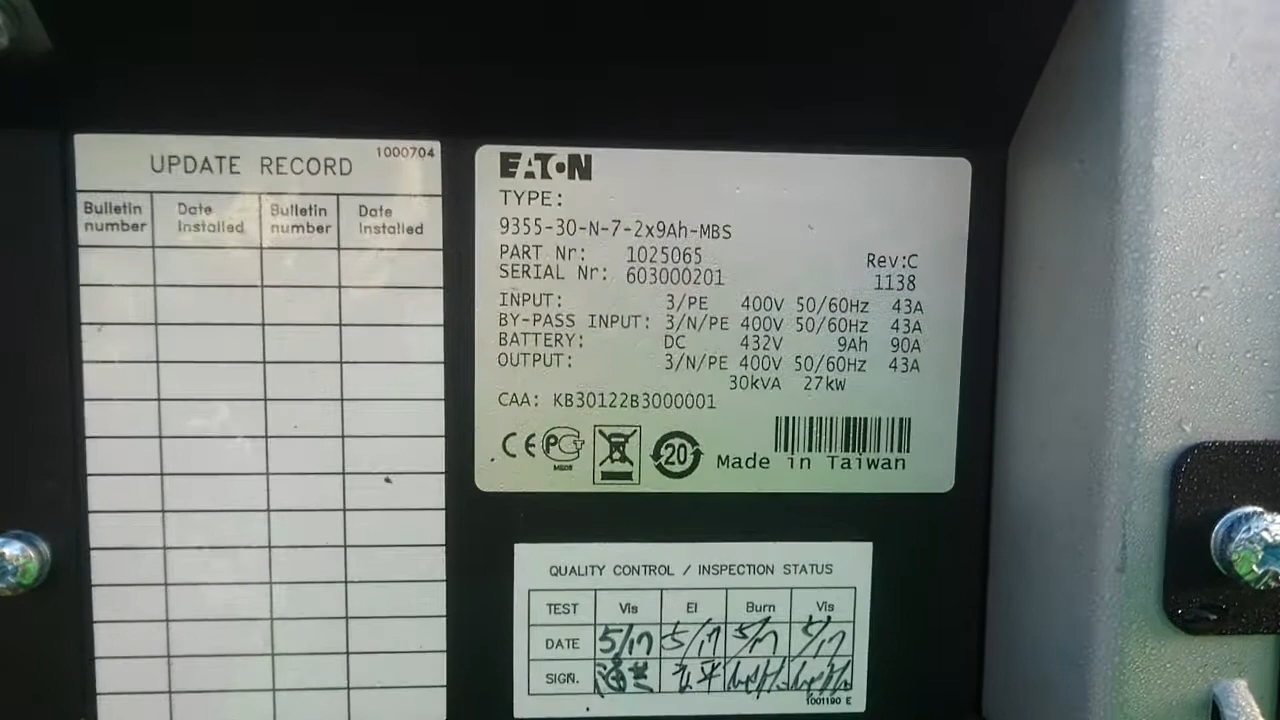 1000704
UPDATE RECORD
Bulletin number Date Installed Bulletin number Date Installed
EATON
TYPE:
9355-30-N-7-2x9Ah-MBS
PART Nr: 1025065 Rev:C
SERIAL Nr: 603000201 1138
INPUT: 3/PE 400V 50/60Hz 43A
BY-PASS INPUT: 3/N/PE 400V 50/60Hz 43A
BATTERY: DC 432V 9Ah 90A
OUTPUT: 3/N/PE 400V 50/60Hz 43A
30kVA 27kW
CAA: KB30122B3000001
CE
20
Made in Taiwan
QUALITY CONTROL / INSPECTION STATUS
TEST Vis El Burn Vis
DATE 5/17 5/17 5/17 5/17
SIGN.
1001190 E